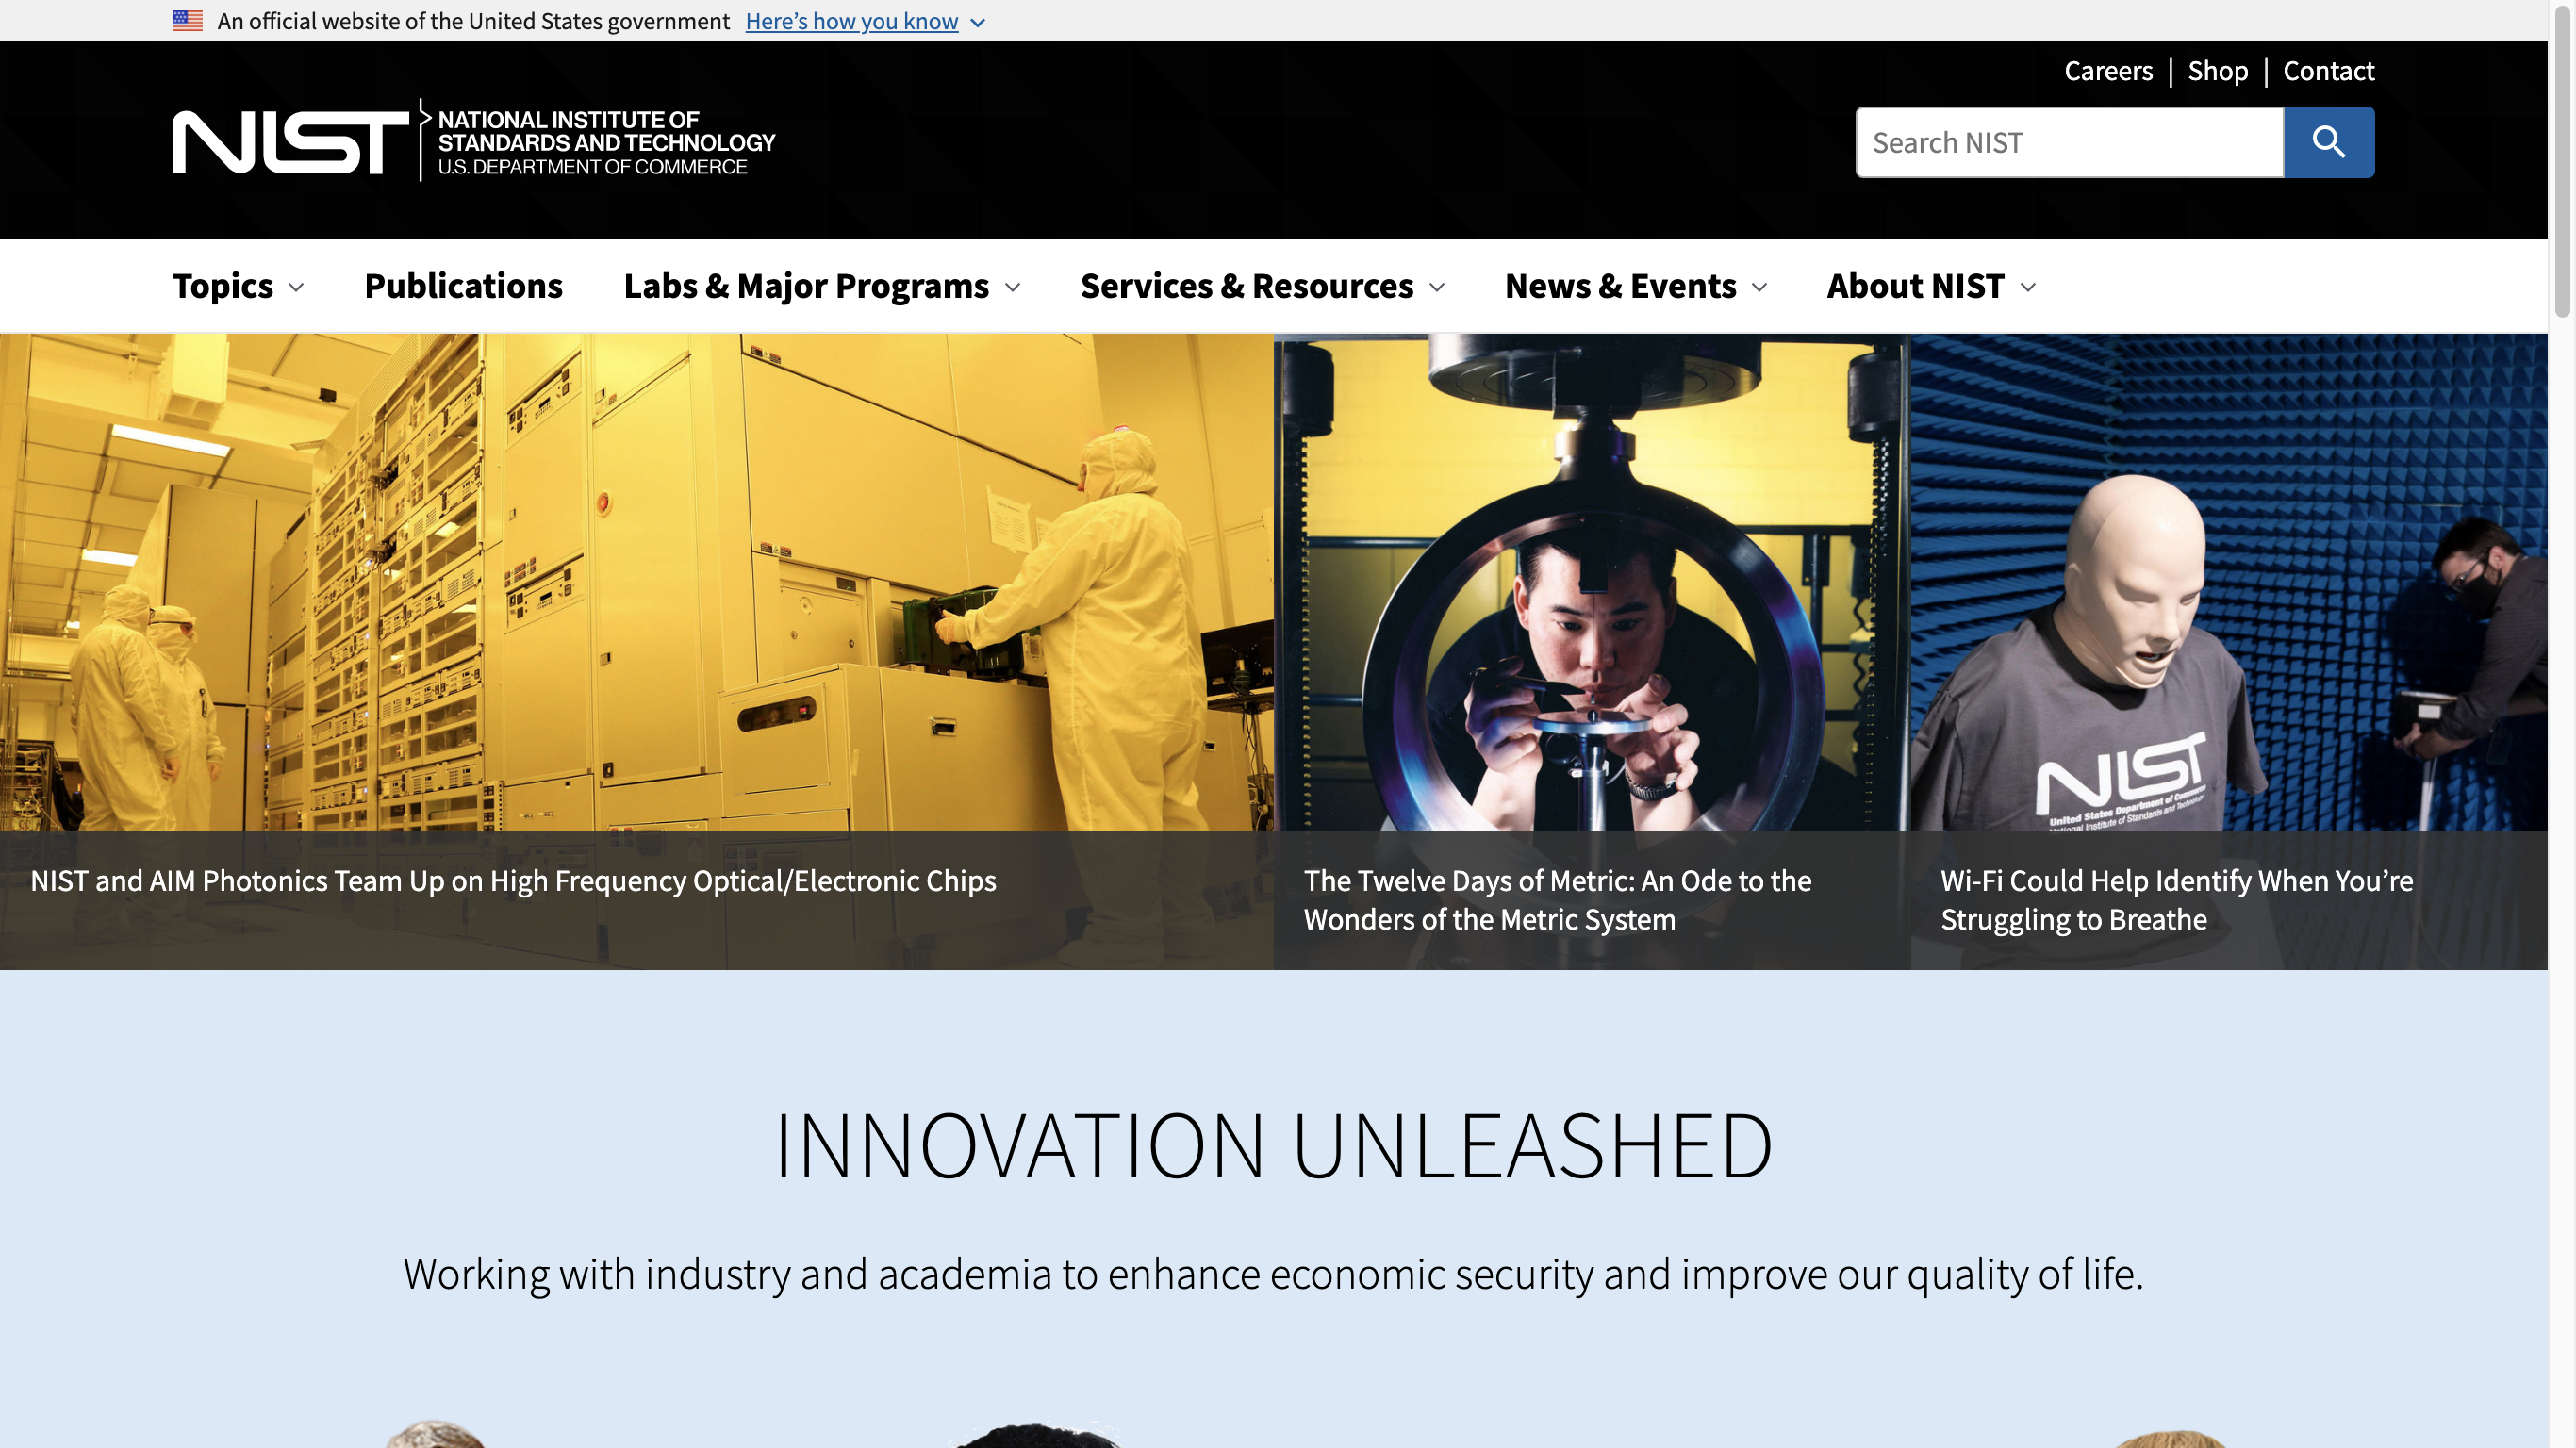 An official website of the United States government Here’s how you know
Careers | Shop | Contact
NIST
NATIONAL INSTITUTE OF
STANDARDS AND TECHNOLOGY
U.S. DEPARTMENT OF COMMERCE
Search NIST
Topics Publications Labs & Major Programs Services & Resources News & Events About NIST
NIST
United States Department of Commerce
National Institute of Standards and Technology
NIST and AIM Photonics Team Up on High Frequency Optical/Electronic Chips
The Twelve Days of Metric: An Ode to the
Wonders of the Metric System
Wi-Fi Could Help Identify When You’re
Struggling to Breathe
INNOVATION UNLEASHED
Working with industry and academia to enhance economic security and improve our quality of life.